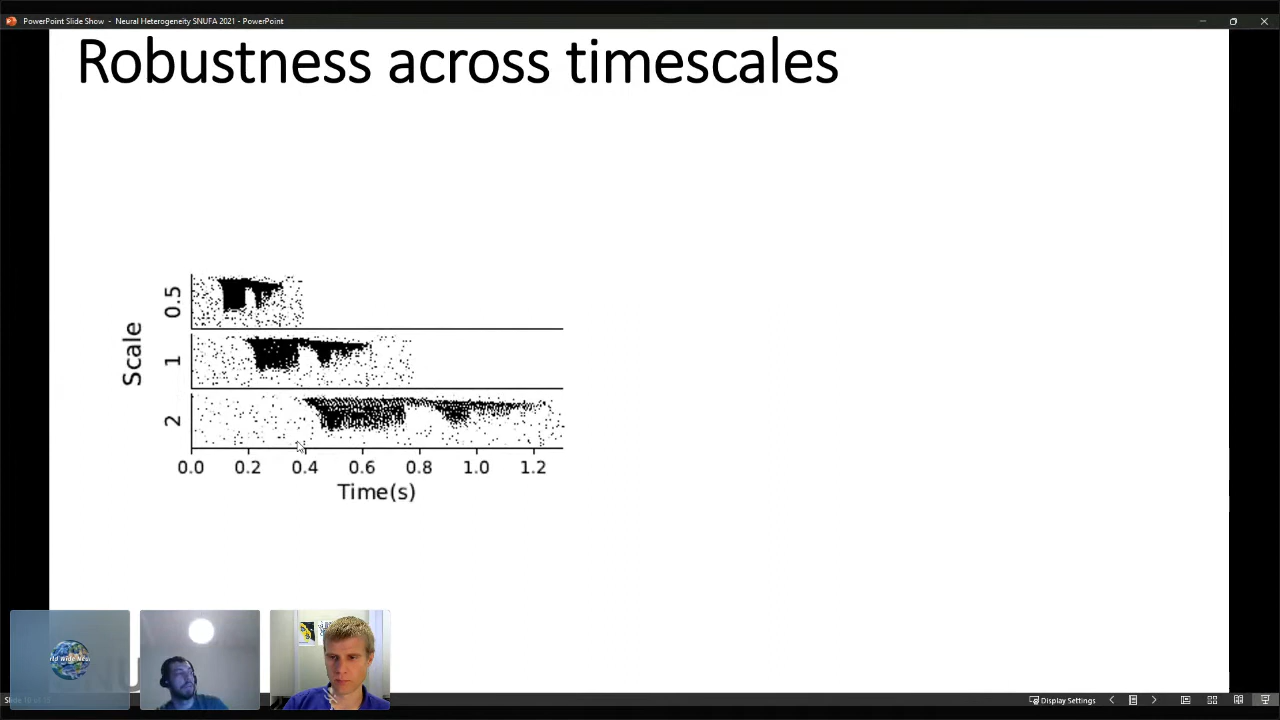 PowerPoint Slide Show - Neural Heterogeneity SNUFA 2021 - PowerPoint
Robustness across timescales
Scale
0.5
1
2
0.0 0.2 0.4 0.6 0.8 1.0 1.2
Time(s)
Display Settings